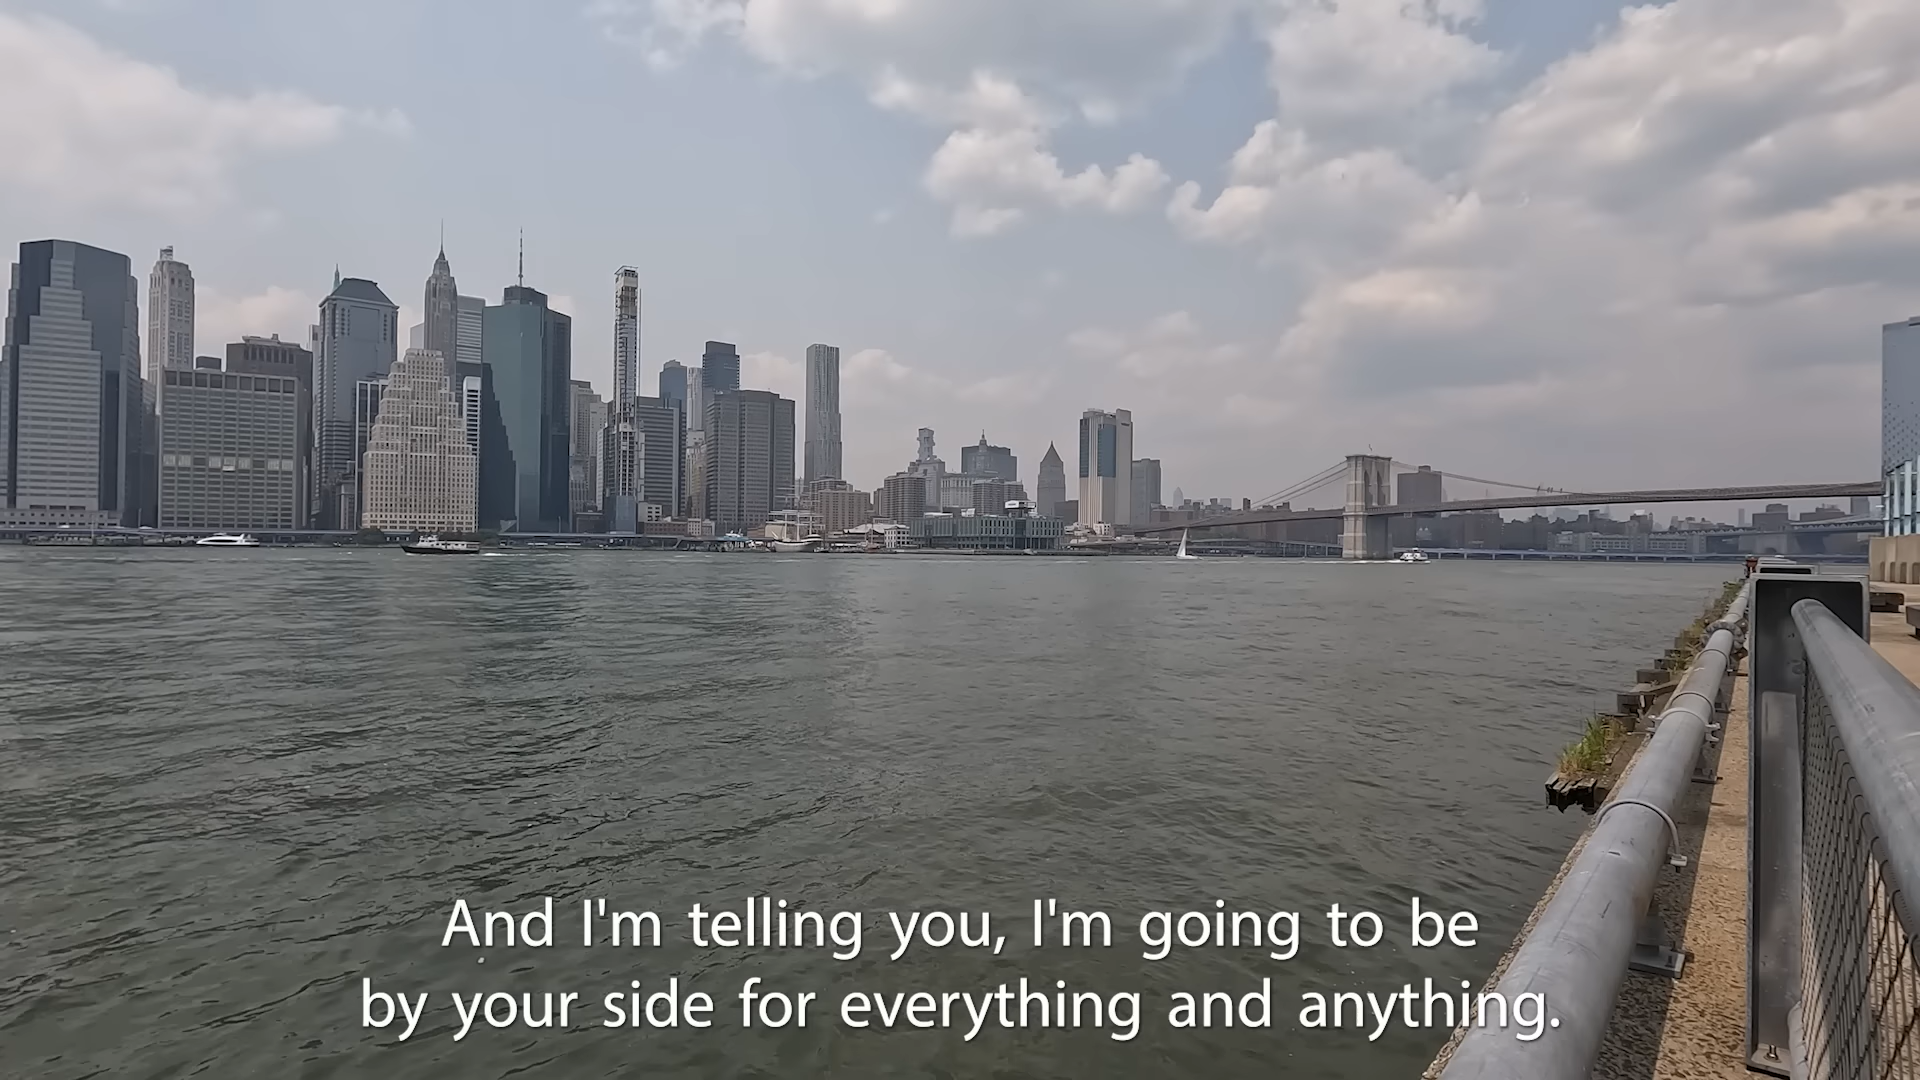 And I'm telling you, I'm going to be
by your side for everything and anything.